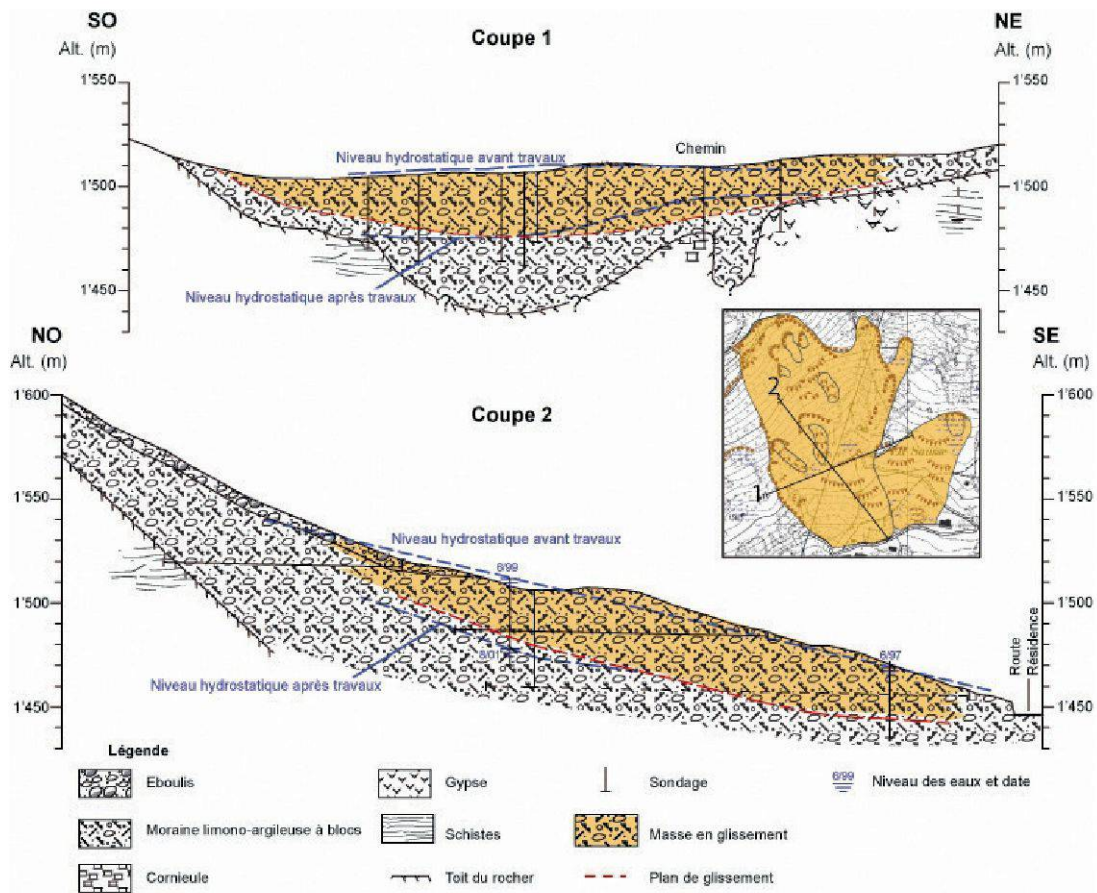 SO
NE
Alt. (m)
Coupe 1
Alt. (m)
1'550
1'550
Niveau hydrostatique avant travaux
Chemin
1'500
1'500
1'450
Niveau hydrostatique après travaux
1'450
? ?
NO
SE
Alt. (m)
Alt. (m)
1'600
Coupe 2
1'600
2
1
1'550
1'550
Niveau hydrostatique avant travaux
6/99
1'500
1'500
8/01
6/97
Niveau hydrostatique après travaux
Route
Résidence
1'450
1'450
Légende
Eboulis
Gypse
Sondage
6/99
Niveau des eaux et date
Moraine limono-argileuse à blocs
Schistes
Masse en glissement
Cornieule
Toit du rocher
Plan de glissement